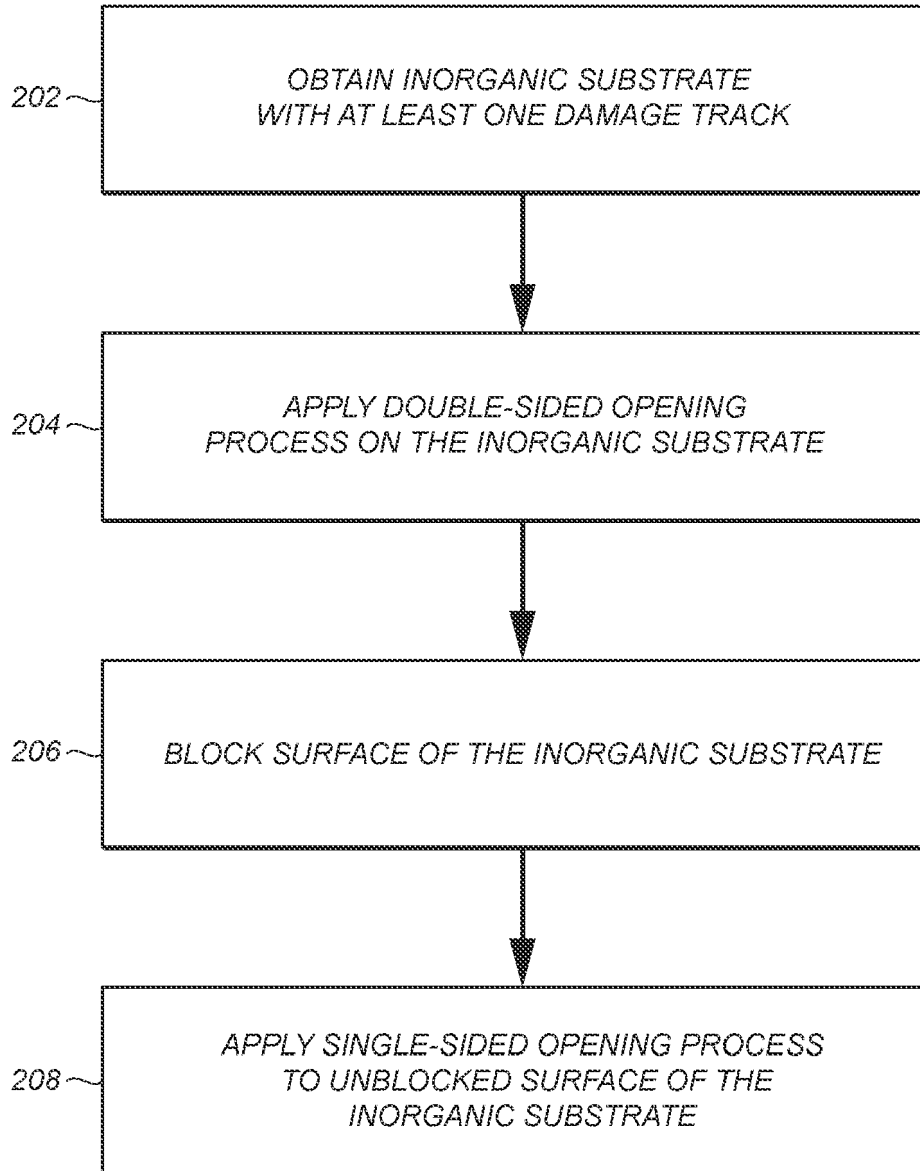 202
OBTAIN INORGANIC SUBSTRATE
WITH AT LEAST ONE DAMAGE TRACK
204
APPLY DOUBLE-SIDED OPENING
PROCESS ON THE INORGANIC SUBSTRATE
206
BLOCK SURFACE OF THE INORGANIC SUBSTRATE
208
APPLY SINGLE-SIDED OPENING PROCESS
TO UNBLOCKED SURFACE OF THE
INORGANIC SUBSTRATE